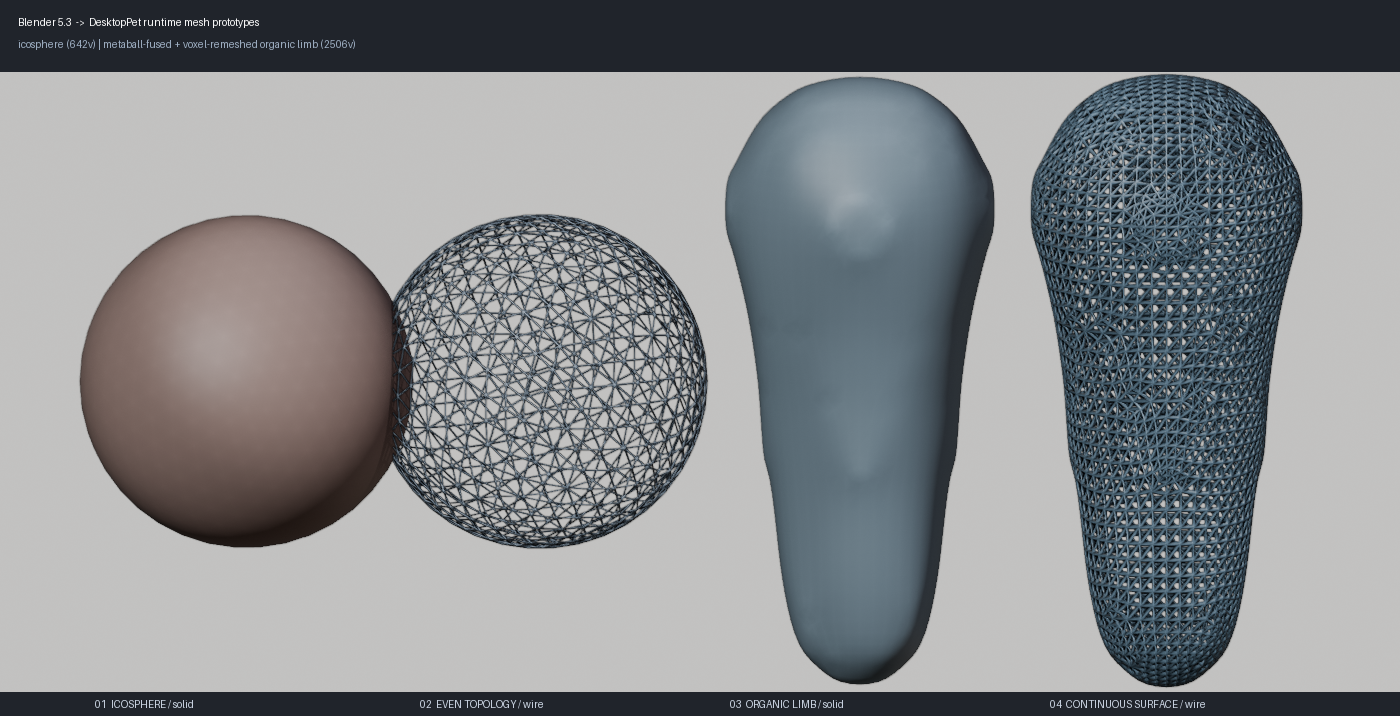 Blender 5.3 -> DesktopPet runtime mesh prototypes
icosphere (642v) | metaball-fused + voxel-remeshed organic limb (2506v)
01 ICOSPHERE / solid
02 EVEN TOPOLOGY / wire
03 ORGANIC LIMB / solid
04 CONTINUOUS SURFACE / wire